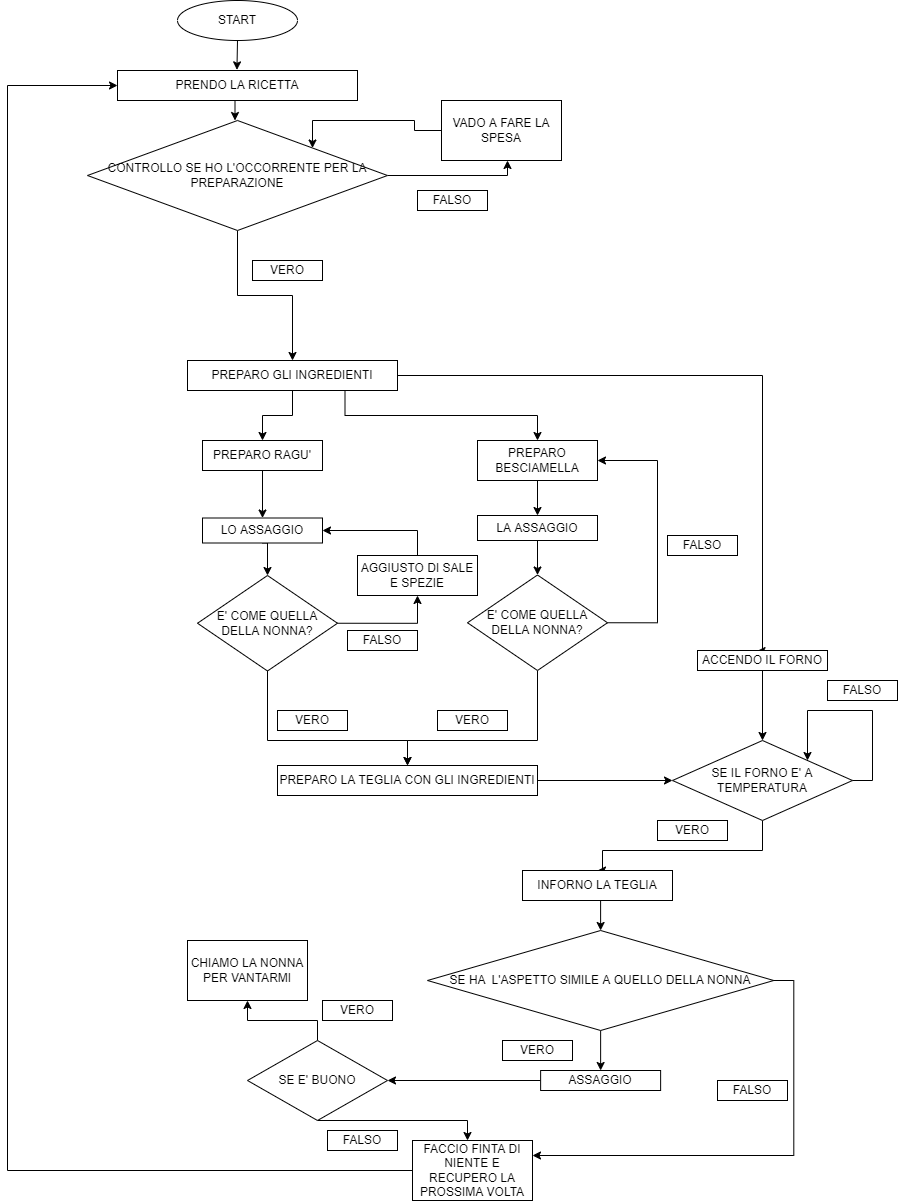 START
PRENDO LA RICETTA
VADO A FARE LA
SPESA
CONTROLLO SE HO L'OCCORRENTE PER LA
PREPARAZIONE
FALSO
VERO
PREPARO GLI INGREDIENTI
PREPARO RAGU'
PREPARO
BESCIAMELLA
LO ASSAGGIO
LA ASSAGGIO
FALSO
AGGIUSTO DI SALE
E SPEZIE
E' COME QUELLA
DELLA NONNA?
E' COME QUELLA
DELLA NONNA?
FALSO
ACCENDO IL FORNO
FALSO
VERO
VERO
PREPARO LA TEGLIA CON GLI INGREDIENTI
SE IL FORNO E' A
TEMPERATURA
VERO
INFORNO LA TEGLIA
CHIAMO LA NONNA
PER VANTARMI
SE HA L'ASPETTO SIMILE A QUELLO DELLA NONNA
VERO
VERO
SE E' BUONO
ASSAGGIO
FALSO
FALSO
FACCIO FINTA DI
NIENTE E
RECUPERO LA
PROSSIMA VOLTA